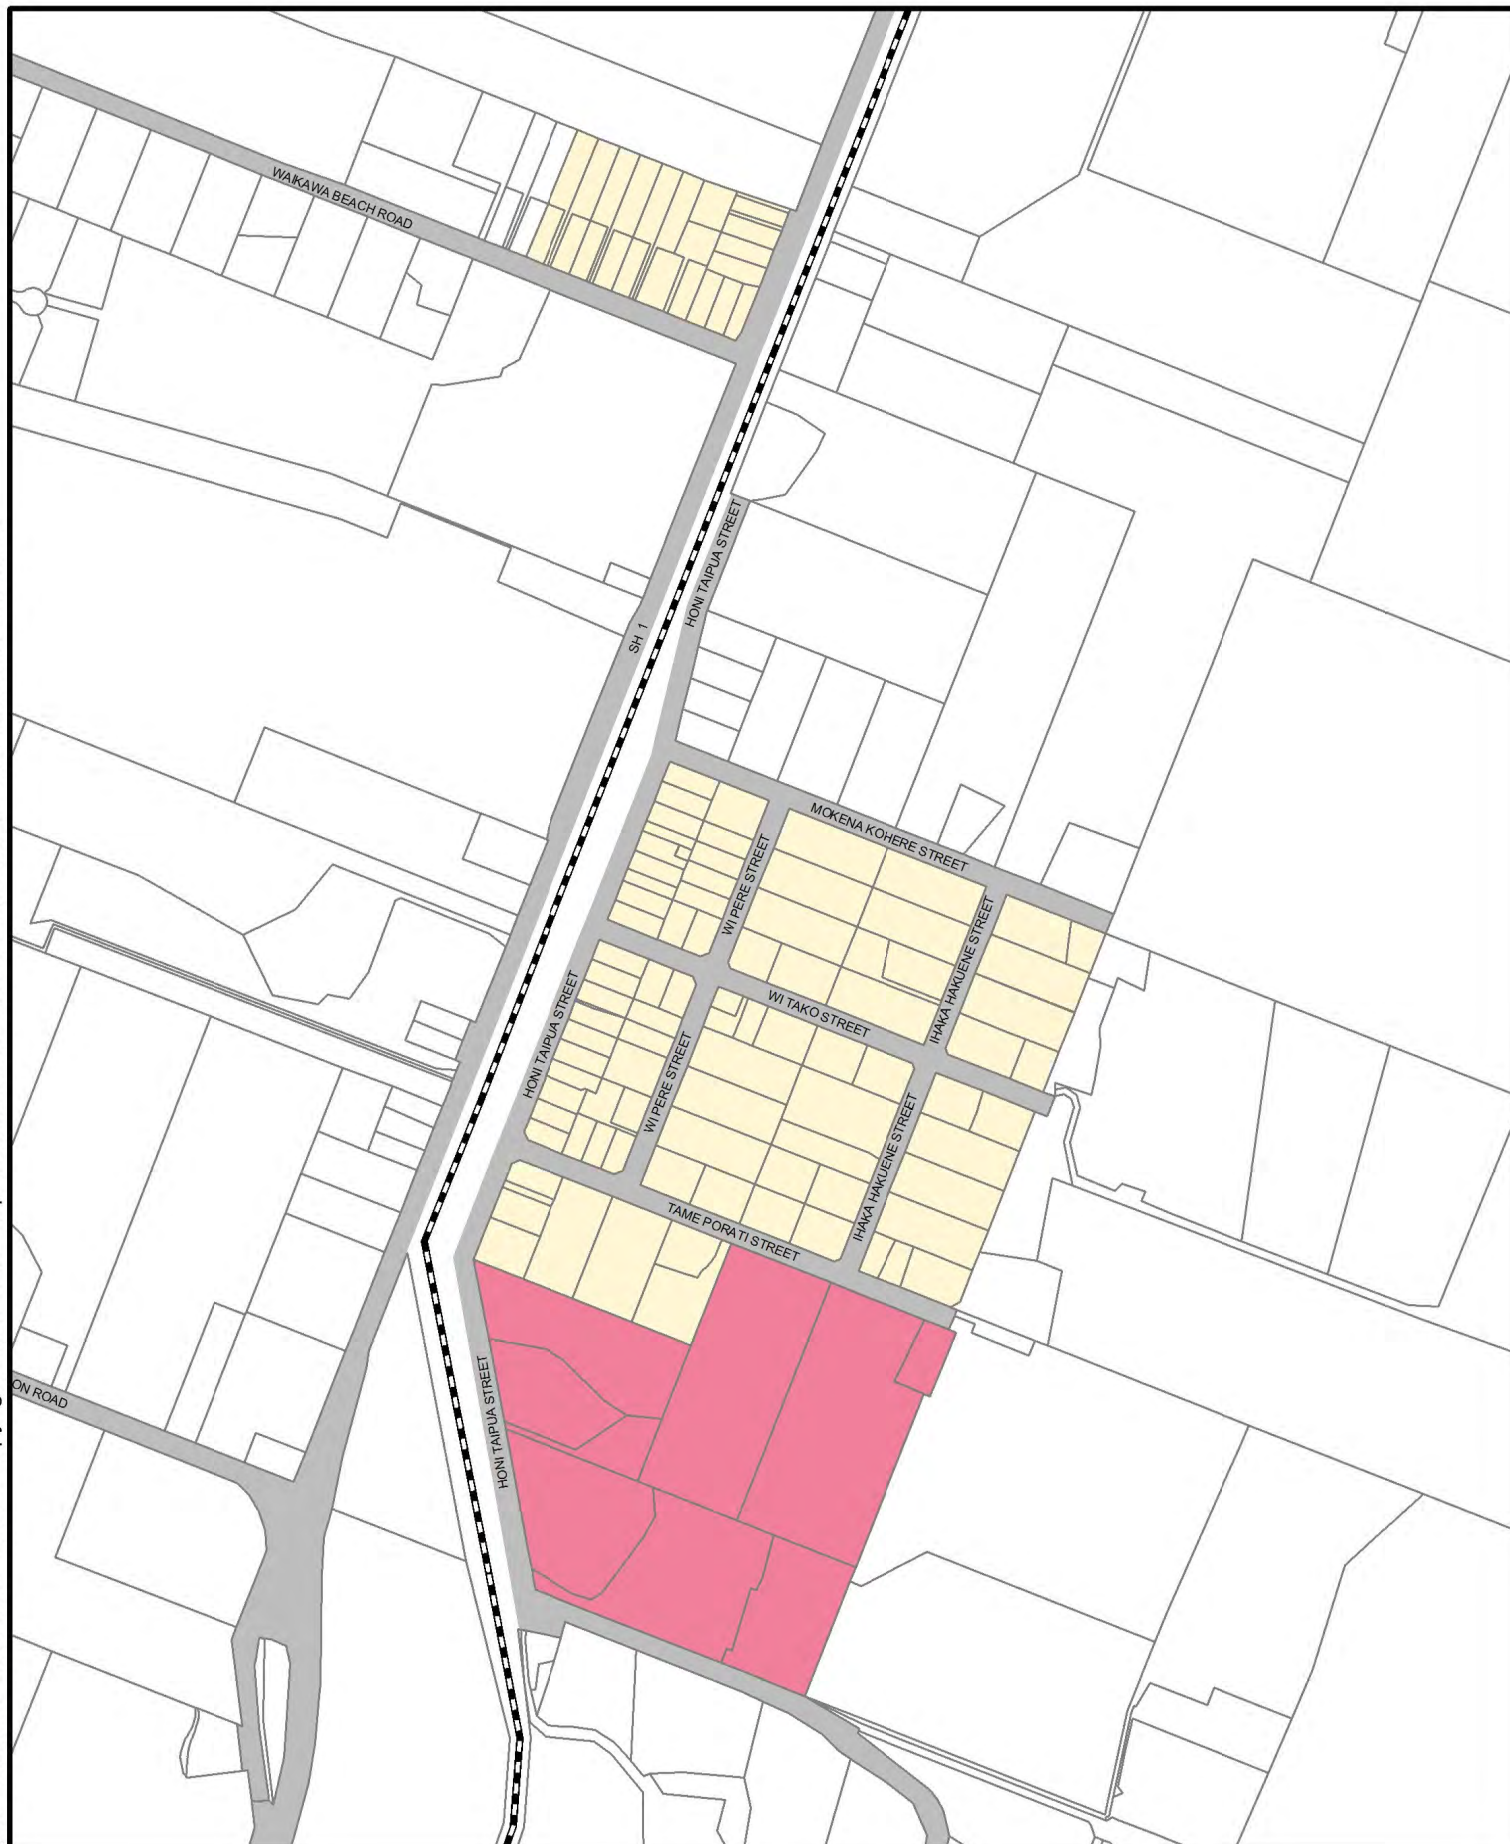 WAIKAWA BEACH ROAD
HONI TAIPUA STREET
SH 1
MOKENA KOHERE STREET
WI PERE STREET
IHAKA HAKUENE STREET
HONI TAIPUA STREET
WI TAKO STREET
WI PERE STREET
IHAKA HAKUENE STREET
TAME PORATI STREET
HONI TAIPUA STREET
ON ROAD